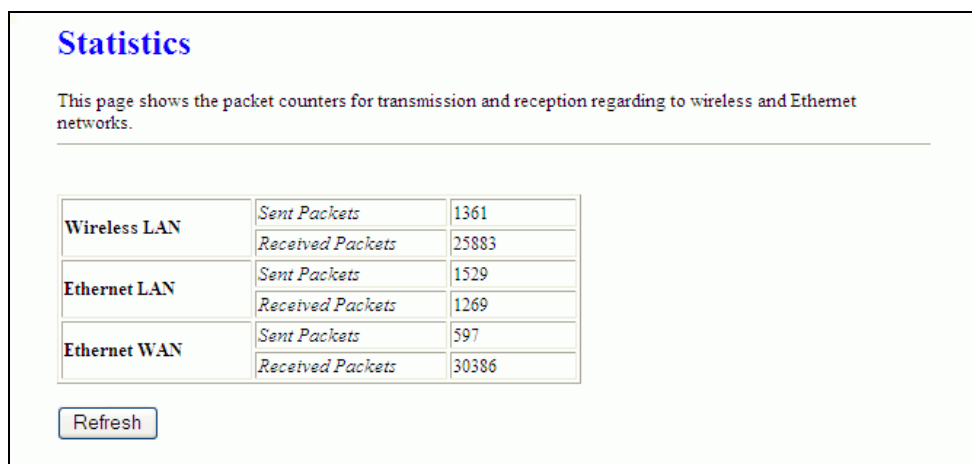 Statistics
This page shows the packet counters for transmission and reception regarding to wireless and Ethernet
networks.
Wireless LAN
Sent Packets 1361
Received Packets 25883
Ethernet LAN
Sent Packets 1529
Received Packets 1269
Ethernet WAN
Sent Packets 597
Received Packets 30386
Refresh